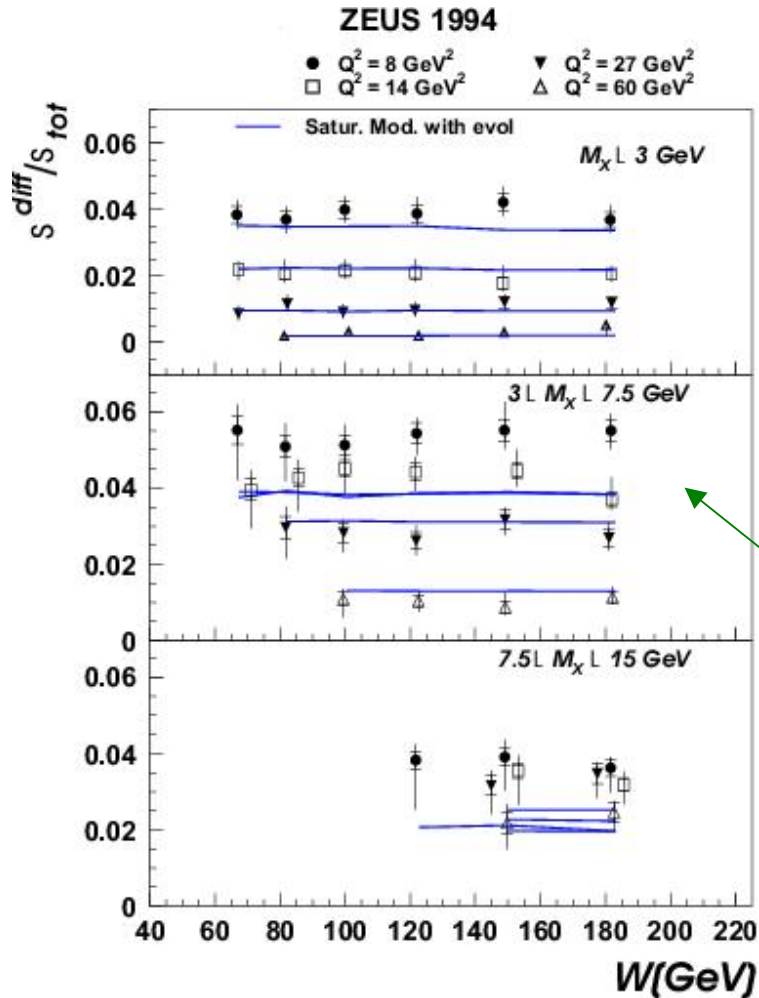 ZEUS 1994
● Q² = 8 GeV² ▼ Q² = 27 GeV²
□ Q² = 14 GeV² △ Q² = 60 GeV²
Satur. Mod. with evol
M_X L 3 GeV
S^diff/S_tot
0.06
0.04
0.02
0
3 L M_X L 7.5 GeV
0.06
0.04
0.02
0
7.5 L M_X L 15 GeV
0.06
0.04
0.02
0
40 60 80 100 120 140 160 180 200 220
W(GeV)